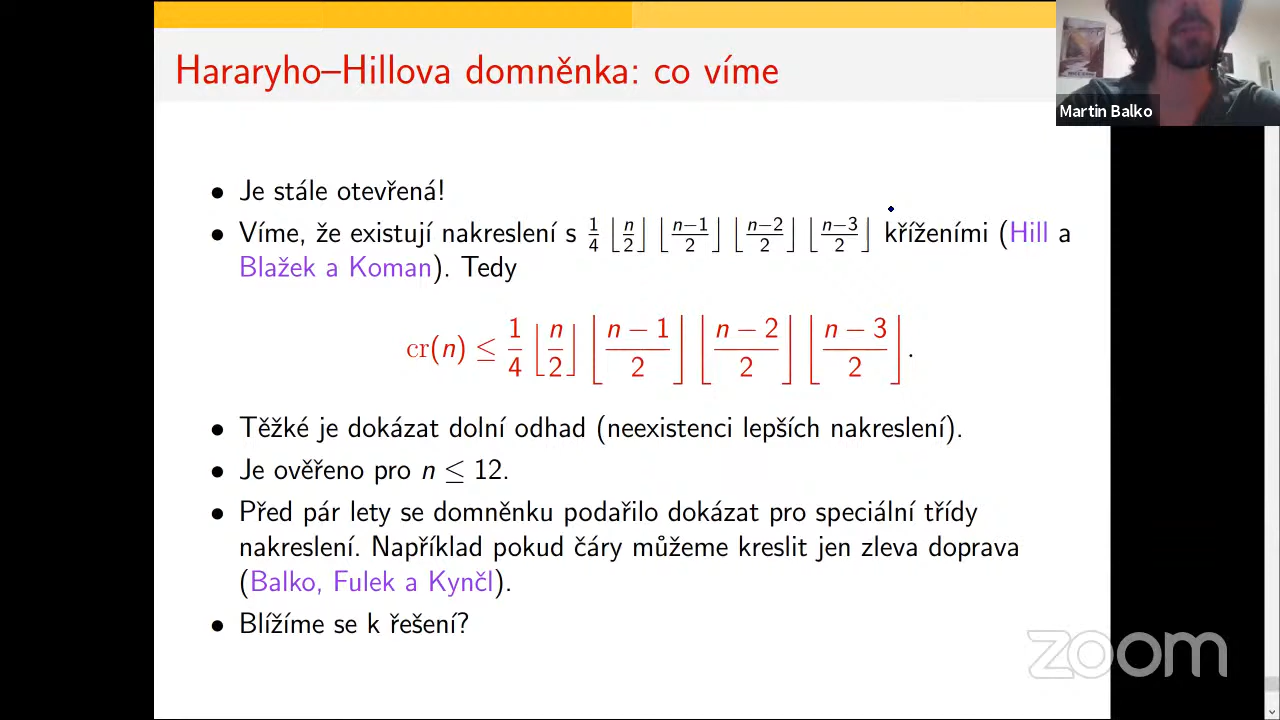 Hararyho–Hillova domněnka: co víme
Martin Balko
• Je stále otevřená!
• Víme, že existují nakreslení s 1/4 ⌊n/2⌋ ⌊(n−1)/2⌋ ⌊(n−2)/2⌋ ⌊(n−3)/2⌋ kříženími (Hill a
Blažek a Koman). Tedy
cr(n) ≤ 1/4 ⌊n/2⌋ ⌊(n − 1)/2⌋ ⌊(n − 2)/2⌋ ⌊(n − 3)/2⌋.
• Těžké je dokázat dolní odhad (neexistenci lepších nakreslení).
• Je ověřeno pro n ≤ 12.
• Před pár lety se domněnku podařilo dokázat pro speciální třídy
nakreslení. Například pokud čáry můžeme kreslit jen zleva doprava
(Balko, Fulek a Kynčl).
• Blížíme se k řešení?
zoom